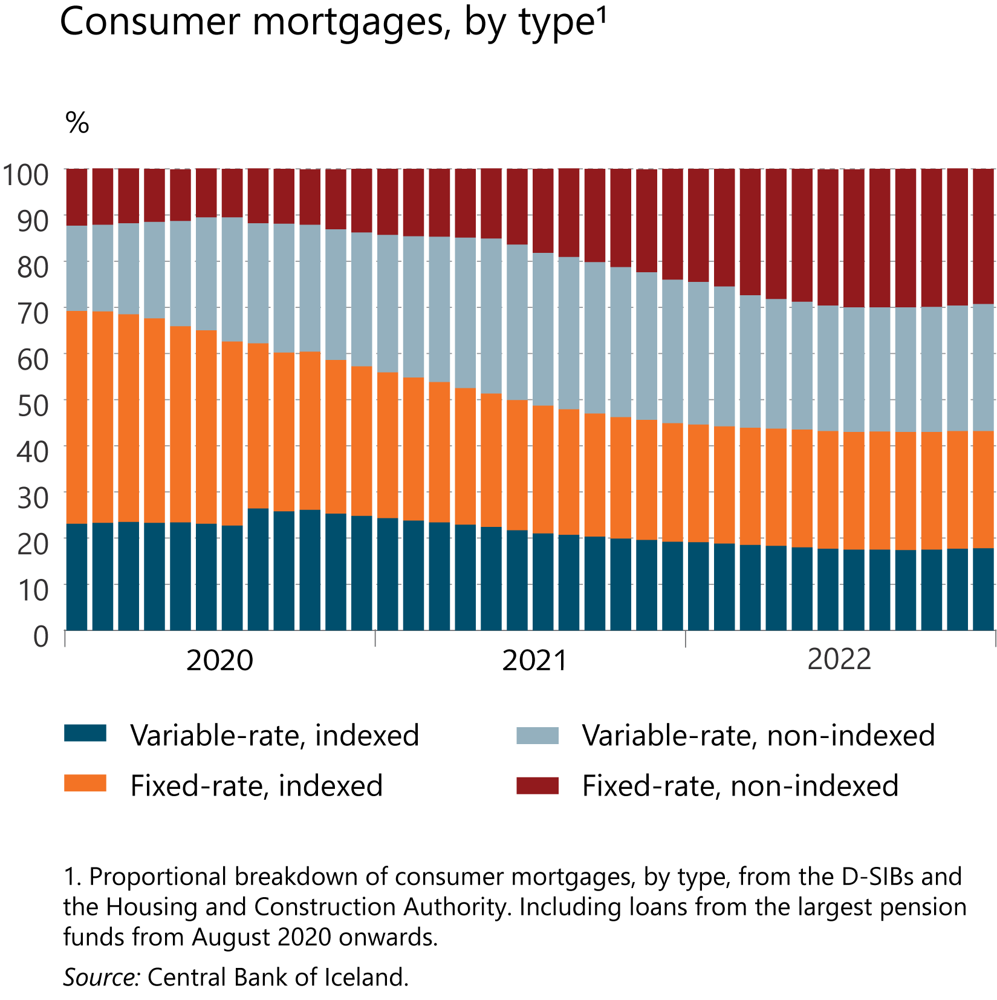 Consumer mortgages, by type¹
%
100
90
80
70
60
50
40
30
20
10
0
2020 2021 2022
Variable-rate, indexed Variable-rate, non-indexed
Fixed-rate, indexed Fixed-rate, non-indexed
1. Proportional breakdown of consumer mortgages, by type, from the D-SIBs and
the Housing and Construction Authority. Including loans from the largest pension
funds from August 2020 onwards.
Source: Central Bank of Iceland.